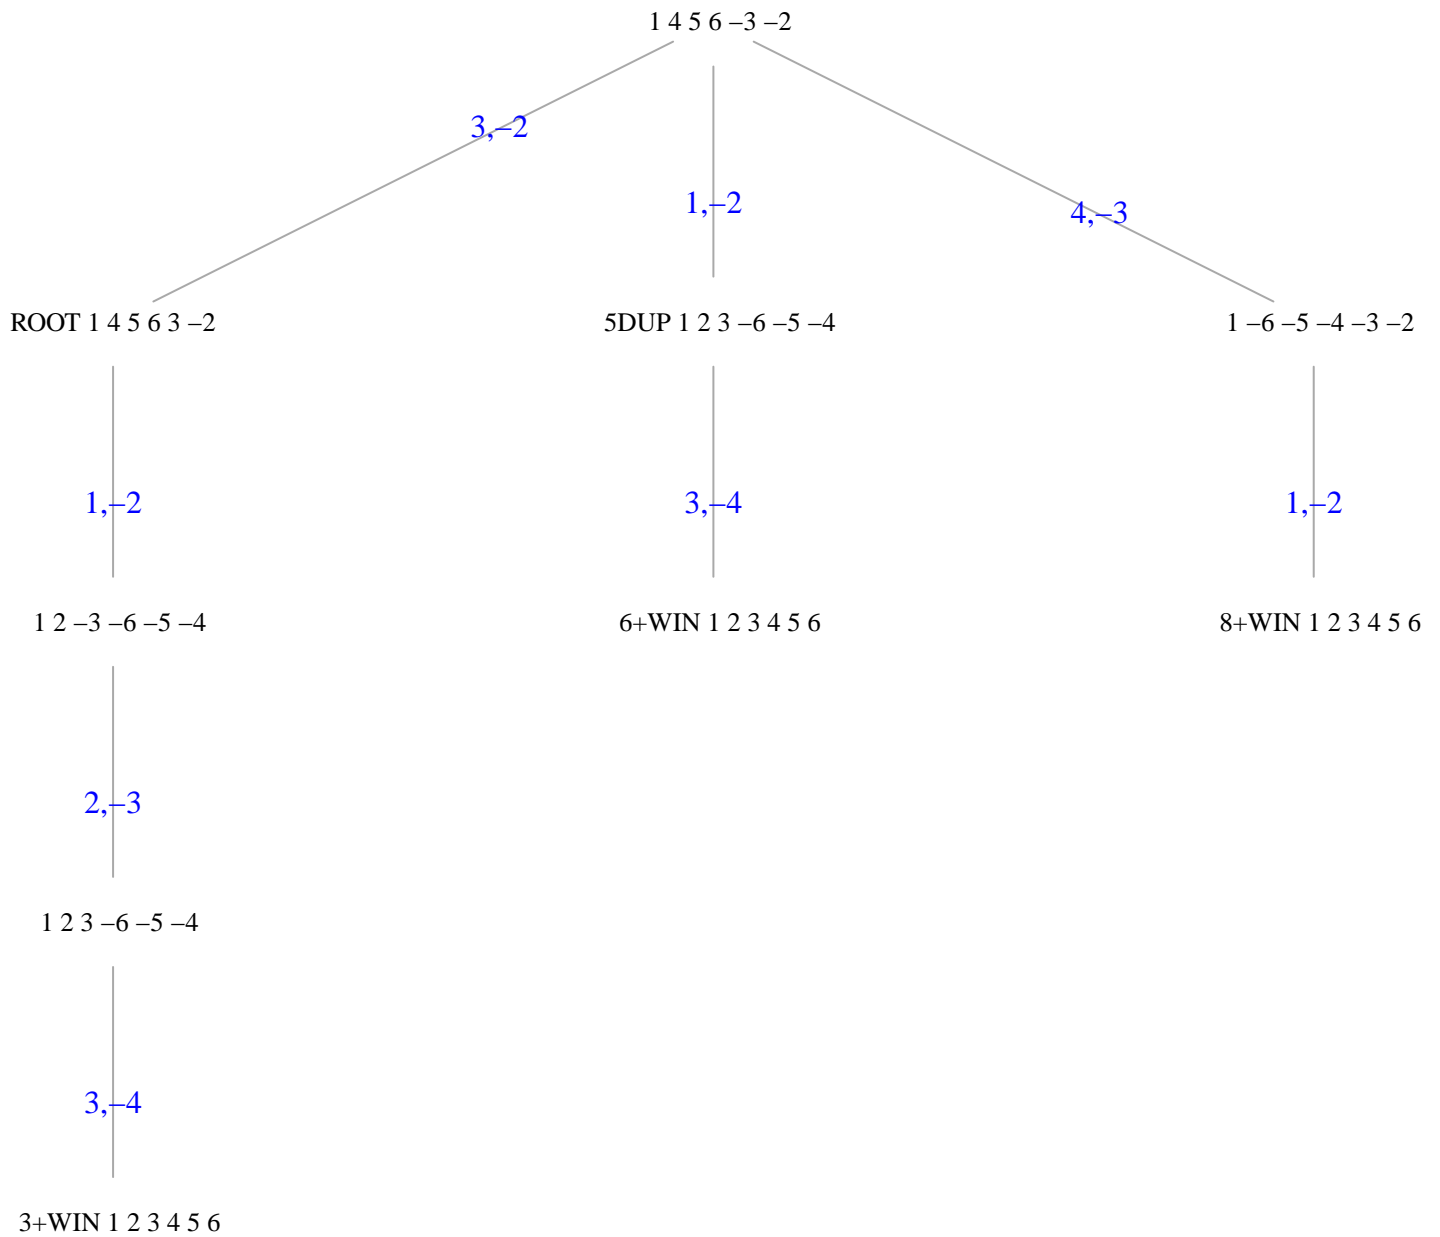 1 4 5 6 –3 –2
3,–2
1,–2
4,–3
ROOT 1 4 5 6 3 –2
5DUP 1 2 3 –6 –5 –4
1 –6 –5 –4 –3 –2
1,–2
3,–4
1,–2
1 2 –3 –6 –5 –4
6+WIN 1 2 3 4 5 6
8+WIN 1 2 3 4 5 6
2,–3
1 2 3 –6 –5 –4
3,–4
3+WIN 1 2 3 4 5 6